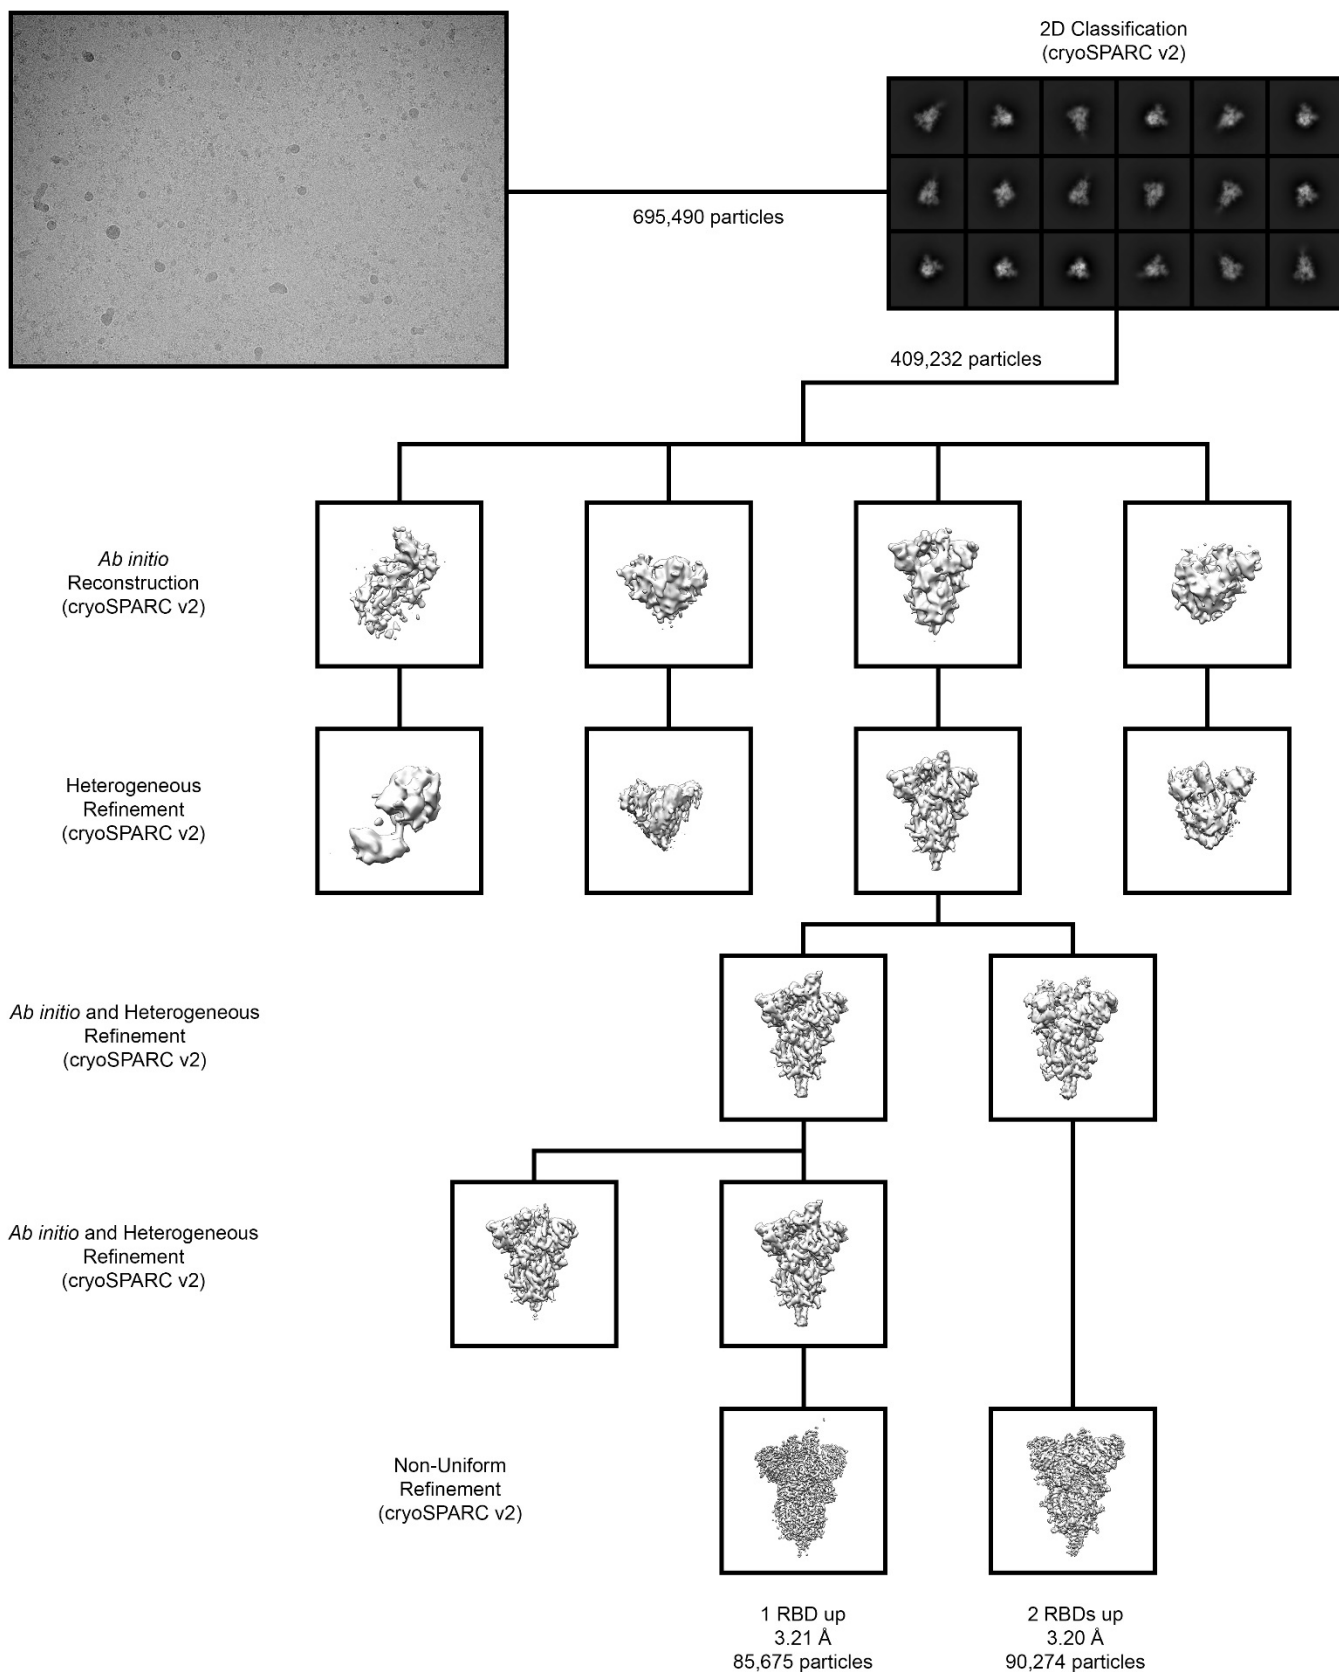 2D Classification
(cryoSPARC v2)
695,490 particles
409,232 particles
Ab initio
Reconstruction
(cryoSPARC v2)
Heterogeneous
Refinement
(cryoSPARC v2)
Ab initio and Heterogeneous
Refinement
(cryoSPARC v2)
Ab initio and Heterogeneous
Refinement
(cryoSPARC v2)
Non-Uniform
Refinement
(cryoSPARC v2)
1 RBD up
3.21 Å
85,675 particles
2 RBDs up
3.20 Å
90,274 particles